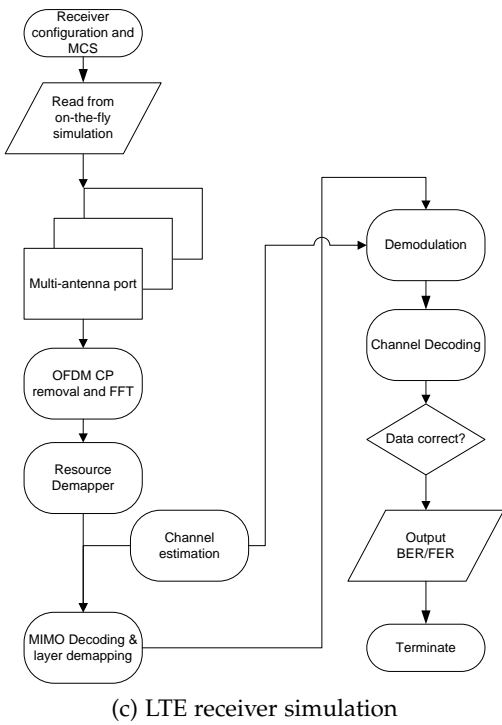 Receiver
configuration and
MCS
Read from
on-the-fly
simulation
Multi-antenna port
OFDM CP
removal and FFT
Resource
Demapper
Channel
estimation
MIMO Decoding &
layer demapping
Demodulation
Channel Decoding
Data correct?
Output
BER/FER
Terminate
(c) LTE receiver simulation